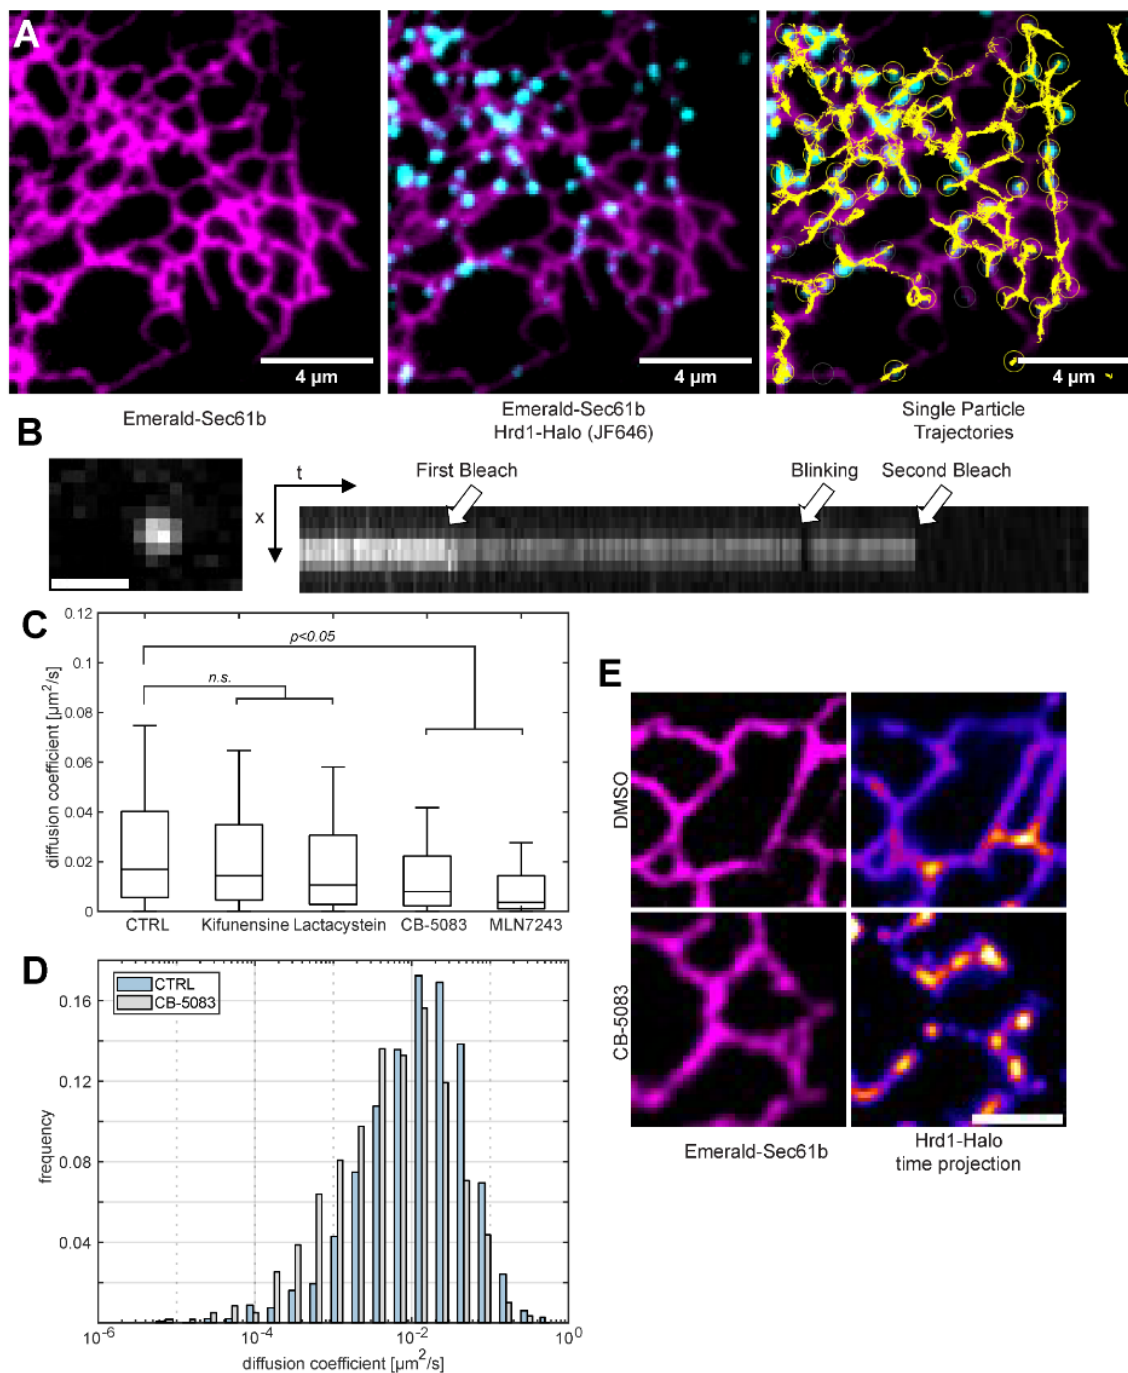 A
4 µm
4 µm
4 µm
Emerald-Sec61b
Emerald-Sec61b
Hrd1-Halo (JF646)
Single Particle
Trajectories
B
t
x
First Bleach
Blinking
Second Bleach
C
diffusion coefficient [µm²/s]
0.12
0.1
0.08
0.06
0.04
0.02
0
p<0.05
n.s.
CTRL
Kifunensine
Lactacystein
CB-5083
MLN7243
D
CTRL
CB-5083
frequency
0.16
0.12
0.08
0.04
10⁻⁶
10⁻⁴
10⁻²
10⁰
diffusion coefficient [µm²/s]
E
DMSO
CB-5083
Emerald-Sec61b
Hrd1-Halo
time projection